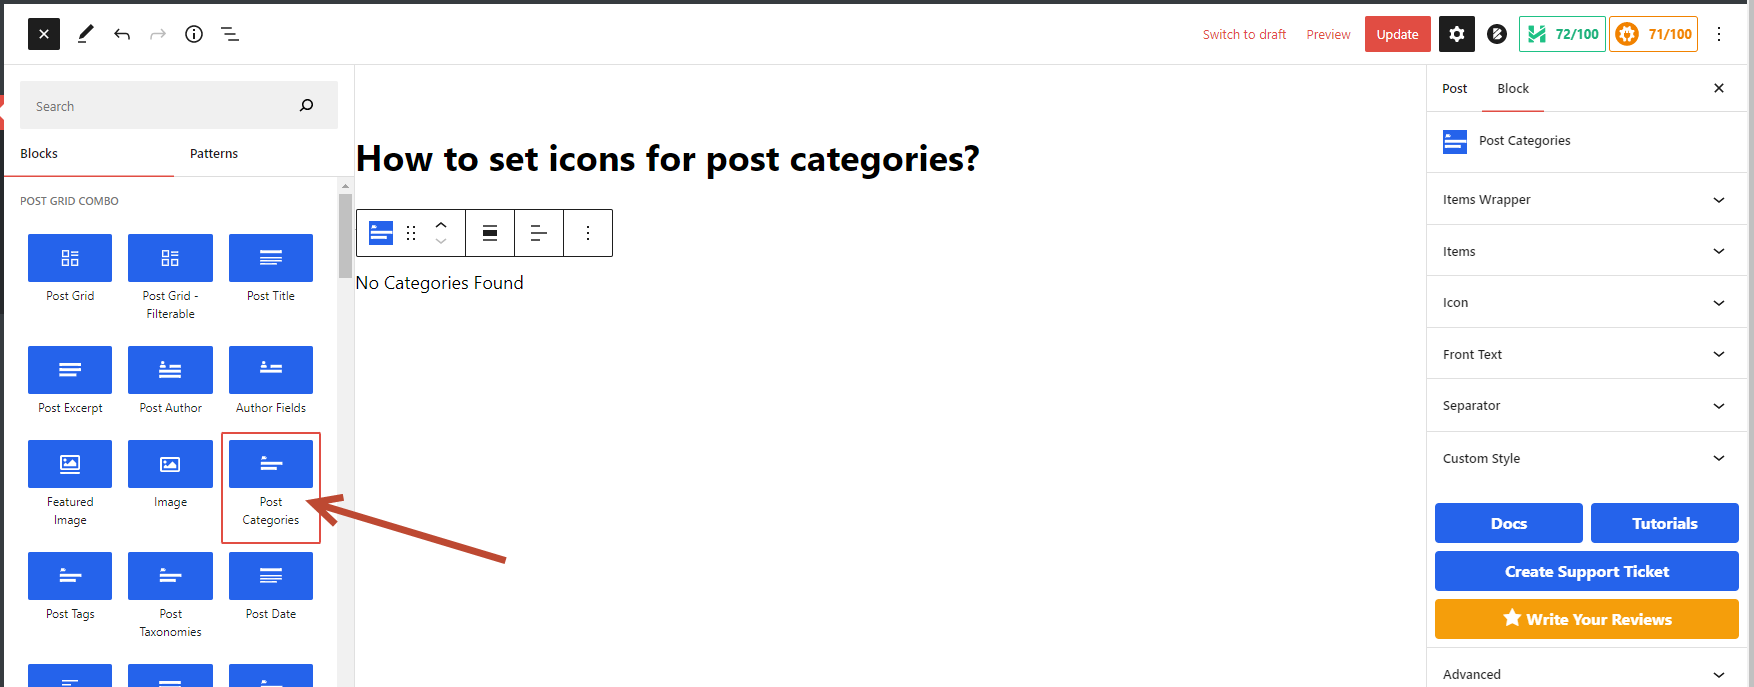 Switch to draft
Preview
Update
72/100
71/100
Search
Blocks
Patterns
POST GRID COMBO
Post Grid
Post Grid -
Filterable
Post Title
Post Excerpt
Post Author
Author Fields
Featured
Image
Image
Post
Categories
Post Tags
Post
Taxonomies
Post Date
How to set icons for post categories?
No Categories Found
Post
Block
Post Categories
Items Wrapper
Items
Icon
Front Text
Separator
Custom Style
Docs
Tutorials
Create Support Ticket
Write Your Reviews
Advanced